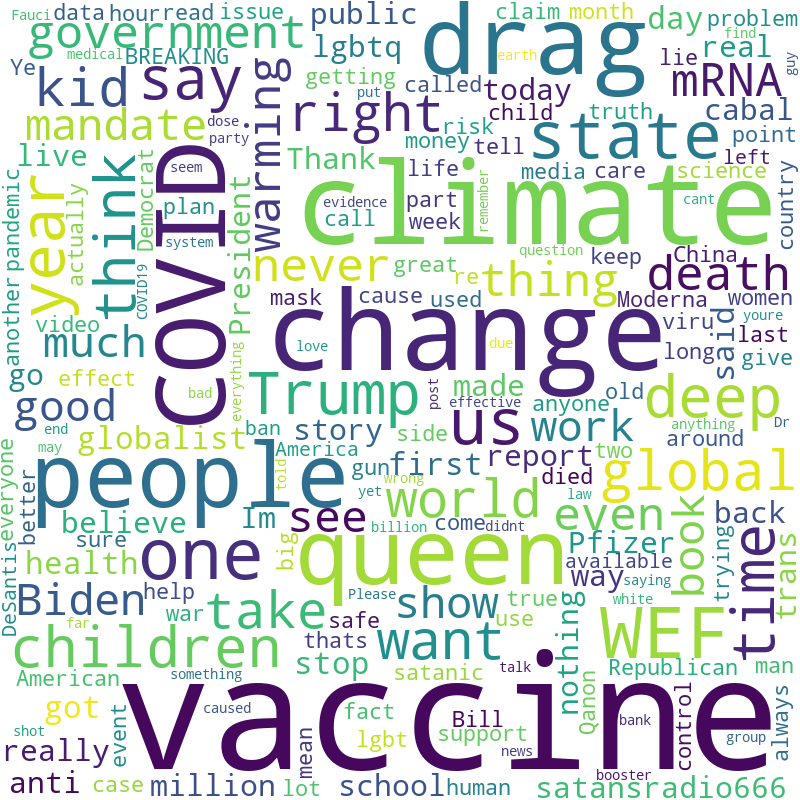 Fauci
data
hour
read
issue
public
claim
month
day
problem
government
BREAKING
lgbtq
drag
real
find
medical
earth
lie
guy
Ye
kid
say
getting
put
called
today
mRNA
mandate
dose
party
right
money
risk
child
tell
truth
state
cabal
point
live
think
COVID
warming
Thank
life
media
care
left
science
year
actually
Democrat
seem
plan
President
evidence
call
part
week
climate
remember
cant
country
another
pandemic
system
never
great
re
thing
question
keep
China
death
COVID19
mask
cause
used
Moderna
women
video
much
change
viru
youre
said
last
go
effect
everything
bad
love
due
long
give
good
Trump
post
made
effective
us
old
deep
end
globalist
ban
story
side
anyone
work
around
anything
Dr
may
America
everyone
better
people
told
gun
first
wrong
report
two
died
global
believe
Im
see
yet
world
law
even
book
back
sure
billion
come
didnt
Pfizer
trying
health
one
big
queen
available
way
time
trans
DeSantis
Biden
help
Please
show
true
saying
white
war
take
safe
use
nothing
WEF
far
children
thats
want
stop
satanic
talk
Republican
man
American
something
Qanon
got
event
caused
fact
Bill
support
bank
control
always
shot
really
vaccine
lgbt
news
group
anti
case
million
lot
mean
school
human
booster
satansradio666